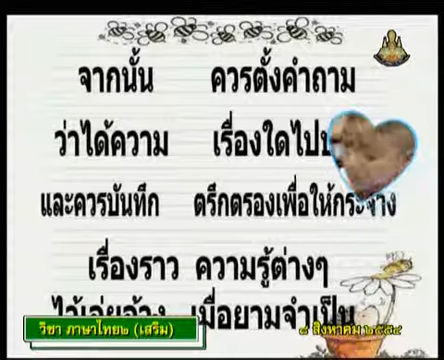 จากนั้น ควรตั้งคำถาม
ว่าได้ความ เรื่องใดไป
และควรบันทึก ตรึกตรองเพื่อให้กระจ่าง
เรื่องราว ความรู้ต่างๆ
ไว้เอ่ยอ้าง เมื่อยามจำเป็น
วิชา ภาษาไทย๒ (เสริม)
๘ สิงหาคม ๒๕๕๔